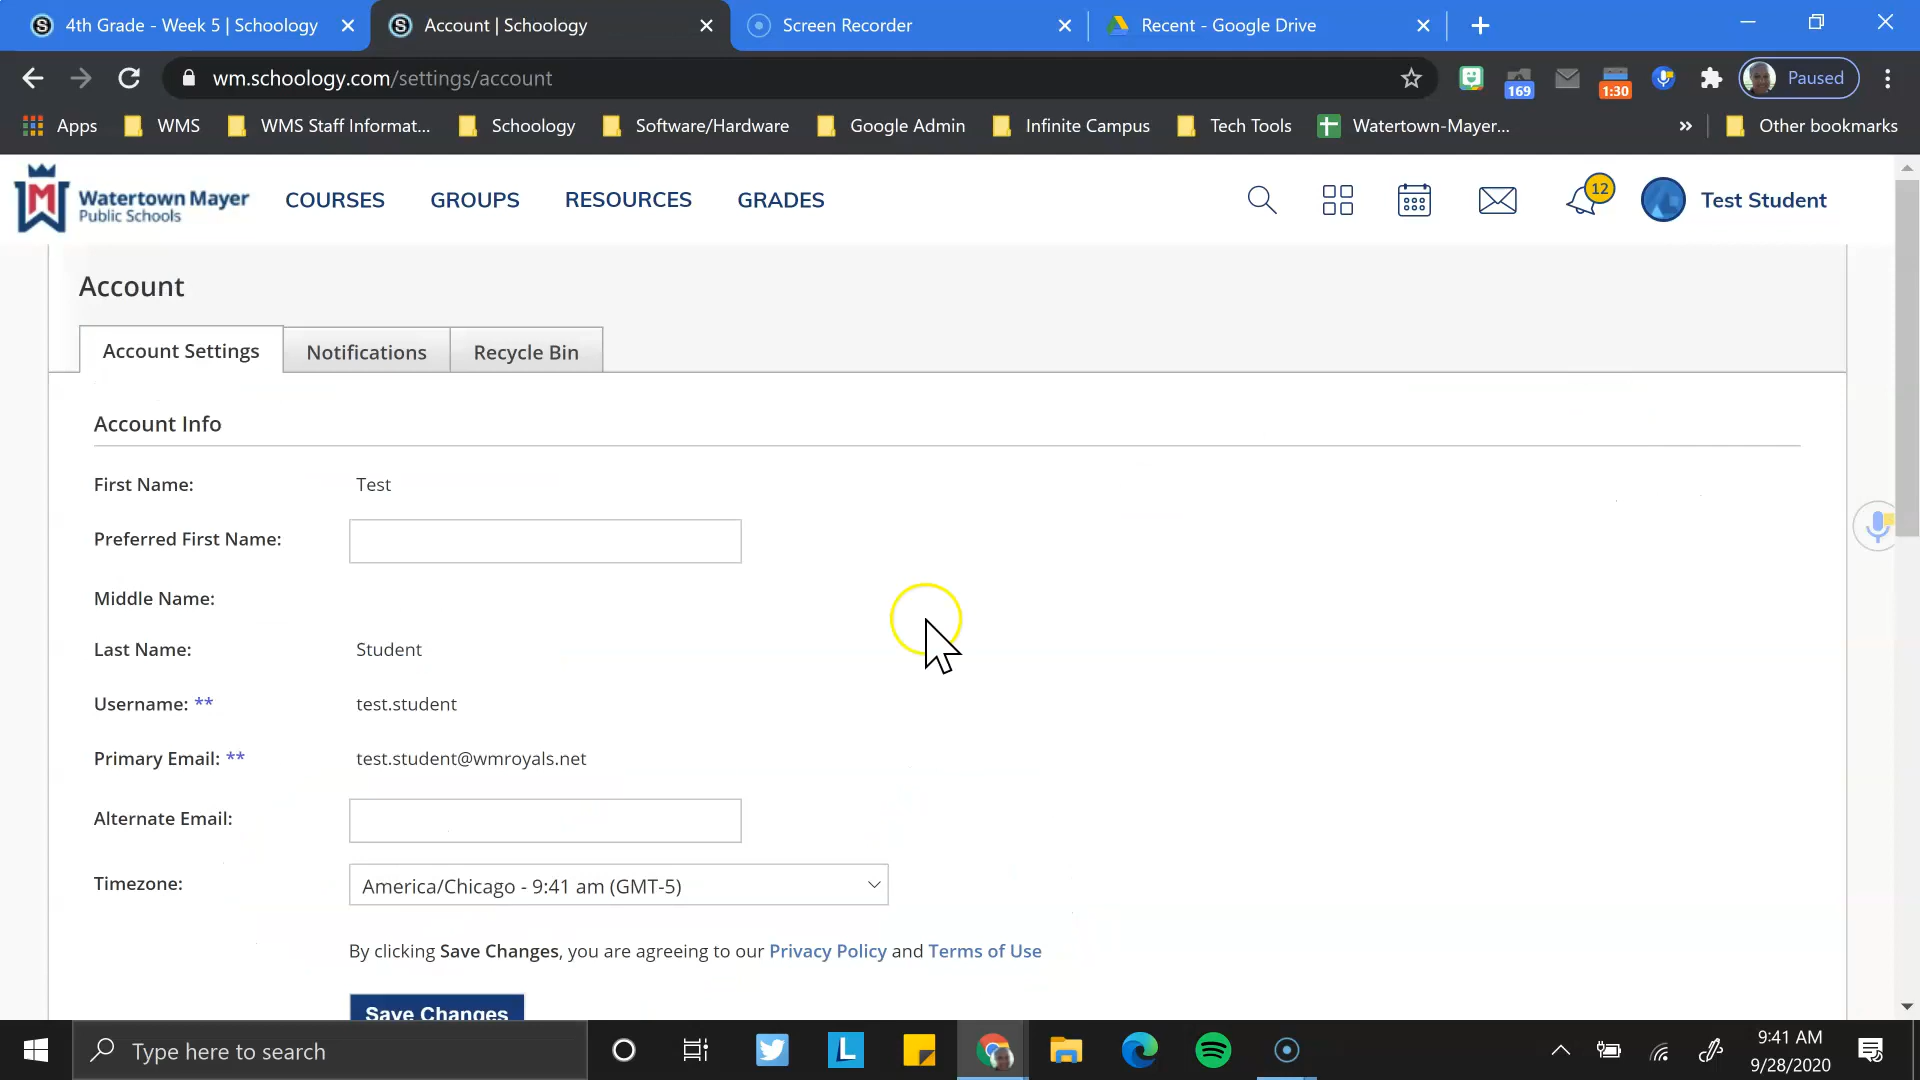 4th Grade - Week 5 | Schoology
Account | Schoology
Screen Recorder
Recent - Google Drive
wm.schoology.com/settings/account
169
1:30
Paused
Apps
WMS
WMS Staff Informat...
Schoology
Software/Hardware
Google Admin
Infinite Campus
Tech Tools
Watertown-Mayer...
»
Other bookmarks
M
Watertown Mayer
Public Schools
COURSES
GROUPS
RESOURCES
GRADES
12
Test Student
Account
Account Settings
Notifications
Recycle Bin
Account Info
First Name: Test
Preferred First Name:
Middle Name:
Last Name: Student
Username: ** test.student
Primary Email: ** test.student@wmroyals.net
Alternate Email:
Timezone: America/Chicago - 9:41 am (GMT-5)
By clicking Save Changes, you are agreeing to our Privacy Policy and Terms of Use
Save Changes
Type here to search
L
9:41 AM
9/28/2020